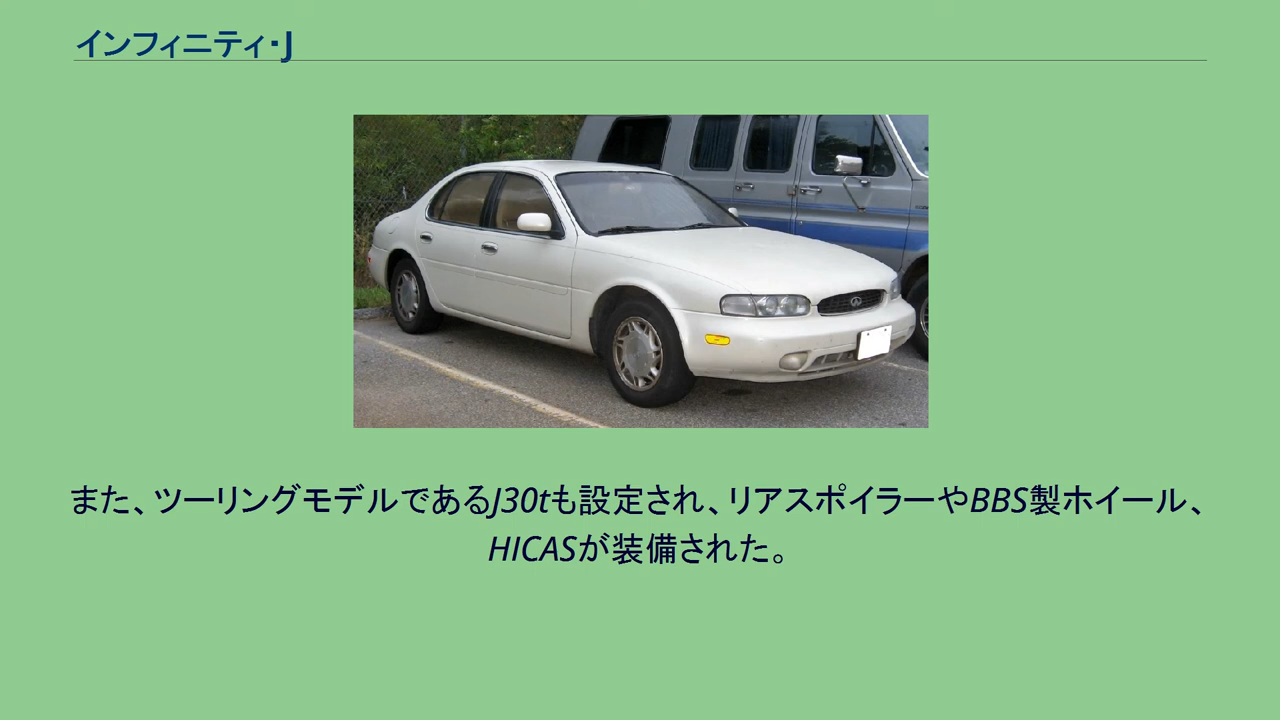 インフィニティ・J
また、ツーリングモデルであるJ30tも設定され、リアスポイラーやBBS製ホイール、
HICASが装備された。